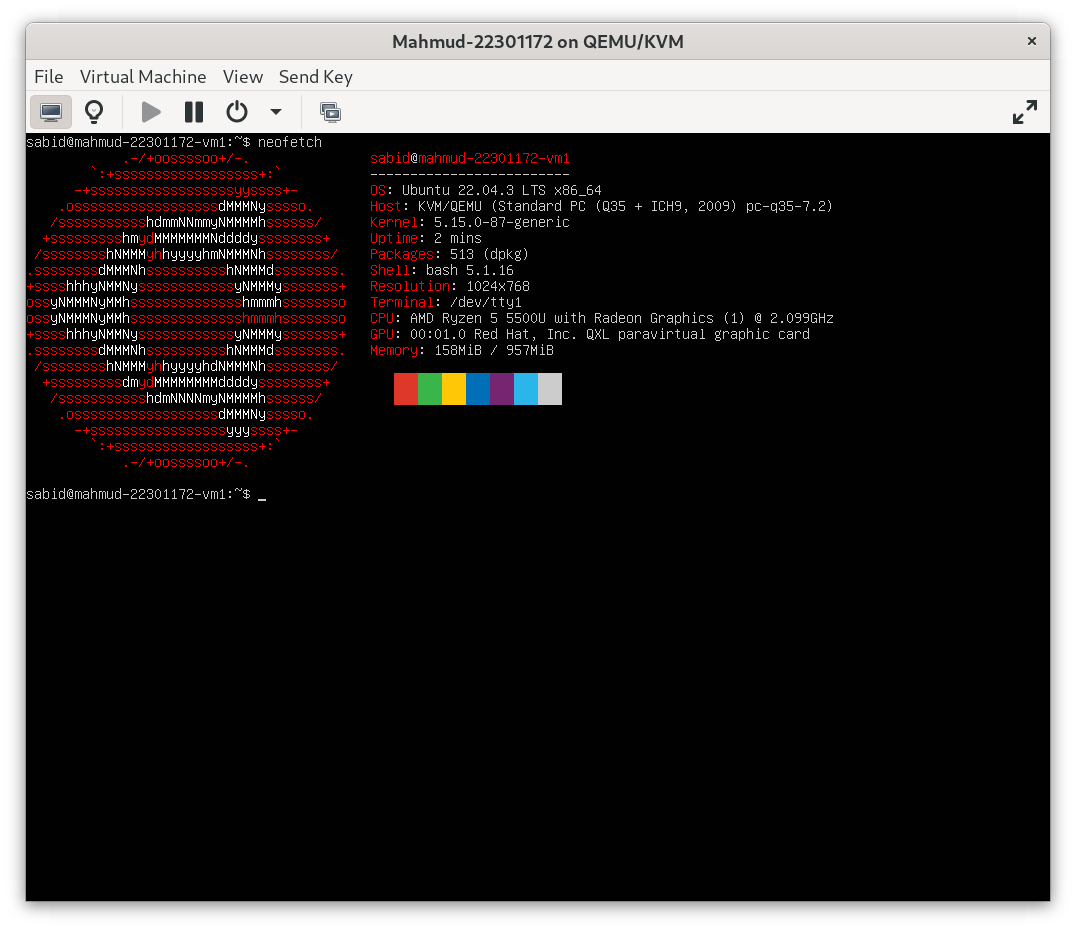 Mahmud-22301172 on QEMU/KVM
File Virtual Machine View Send Key
sabid@mahmud-22301172-vm1:~$ neofetch
.-/+oossssoo+/-. sabid@mahmud-22301172-vm1
`:+ssssssssssssssssss+:` -------------------------
-+ssssssssssssssssssyyssss+- OS: Ubuntu 22.04.3 LTS x86_64
.ossssssssssssssssssdMMMNysssso. Host: KVM/QEMU (Standard PC (Q35 + ICH9, 2009) pc-q35-7.2)
/ssssssssssshdmmNNmmyNMMMMhssssss/ Kernel: 5.15.0-87-generic
+ssssssssshmydMMMMMMMNddddyssssssss+ Uptime: 2 mins
/sssssssshNMMMyhhyyyyhmNMMMNhssssssss/ Packages: 513 (dpkg)
.ssssssssdMMMNhsssssssssshNMMMdssssssss. Shell: bash 5.1.16
+sssshhhyNMMNyssssssssssssyNMMMysssssss+ Resolution: 1024x768
ossyNMMMNyMMhsssssssssssssshmmmhssssssso Terminal: /dev/tty1
ossyNMMMNyMMhsssssssssssssshmmmhssssssso CPU: AMD Ryzen 5 5500U with Radeon Graphics (1) @ 2.099GHz
+sssshhhyNMMNyssssssssssssyNMMMysssssss+ GPU: 00:01.0 Red Hat, Inc. QXL paravirtual graphic card
.ssssssssdMMMNhsssssssssshNMMMdssssssss. Memory: 158MiB / 957MiB
/sssssssshNMMMyhhyyyyhdNMMMNhssssssss/
+sssssssssdmydMMMMMMMMddddyssssssss+
/ssssssssssshdmNNNNmyNMMMMhssssss/
.ossssssssssssssssssdMMMNysssso.
-+sssssssssssssssssyyyssss+-
`:+ssssssssssssssssss+:`
.-/+oossssoo+/-.
sabid@mahmud-22301172-vm1:~$ _